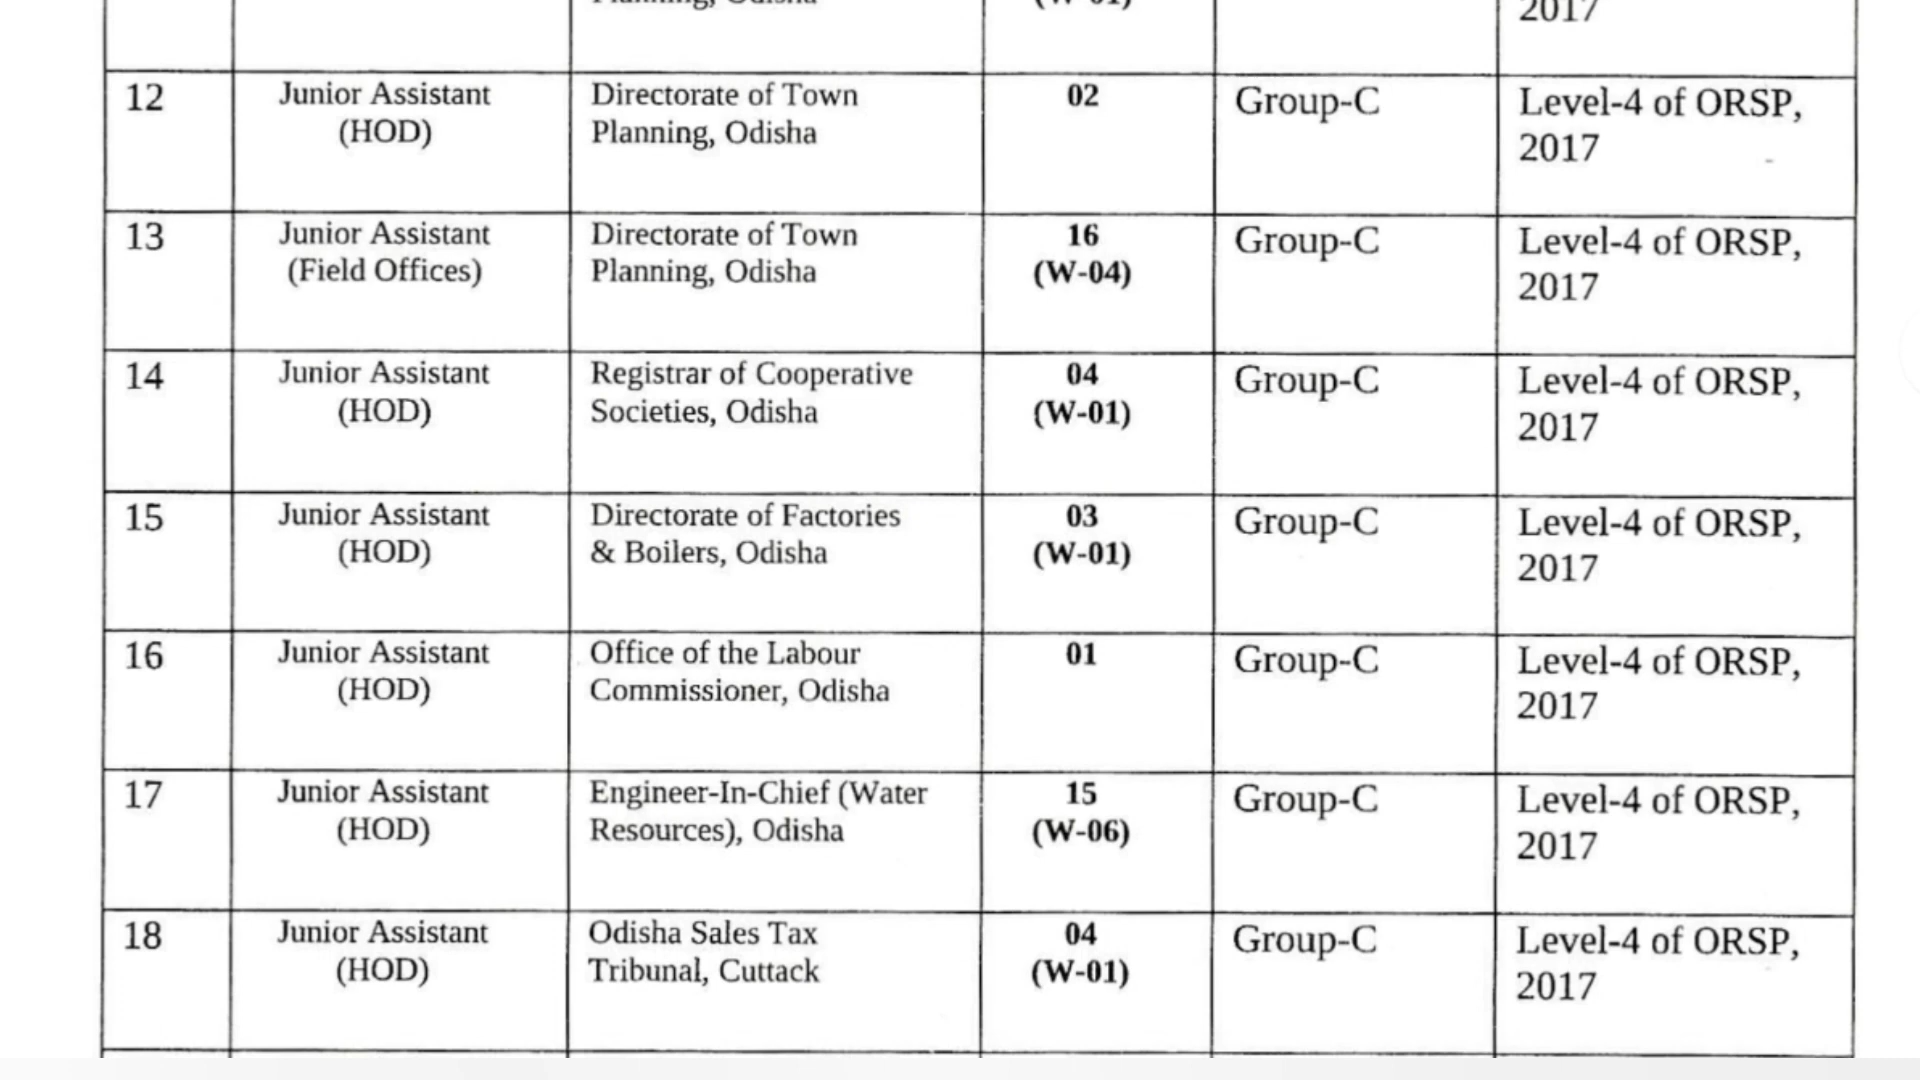 2017
12 Junior Assistant Directorate of Town 02 Group-C Level-4 of ORSP,
(HOD) Planning, Odisha 2017
13 Junior Assistant Directorate of Town 16 Group-C Level-4 of ORSP,
(Field Offices) Planning, Odisha (W-04) 2017
14 Junior Assistant Registrar of Cooperative 04 Group-C Level-4 of ORSP,
(HOD) Societies, Odisha (W-01) 2017
15 Junior Assistant Directorate of Factories 03 Group-C Level-4 of ORSP,
(HOD) & Boilers, Odisha (W-01) 2017
16 Junior Assistant Office of the Labour 01 Group-C Level-4 of ORSP,
(HOD) Commissioner, Odisha 2017
17 Junior Assistant Engineer-In-Chief (Water 15 Group-C Level-4 of ORSP,
(HOD) Resources), Odisha (W-06) 2017
18 Junior Assistant Odisha Sales Tax 04 Group-C Level-4 of ORSP,
(HOD) Tribunal, Cuttack (W-01) 2017